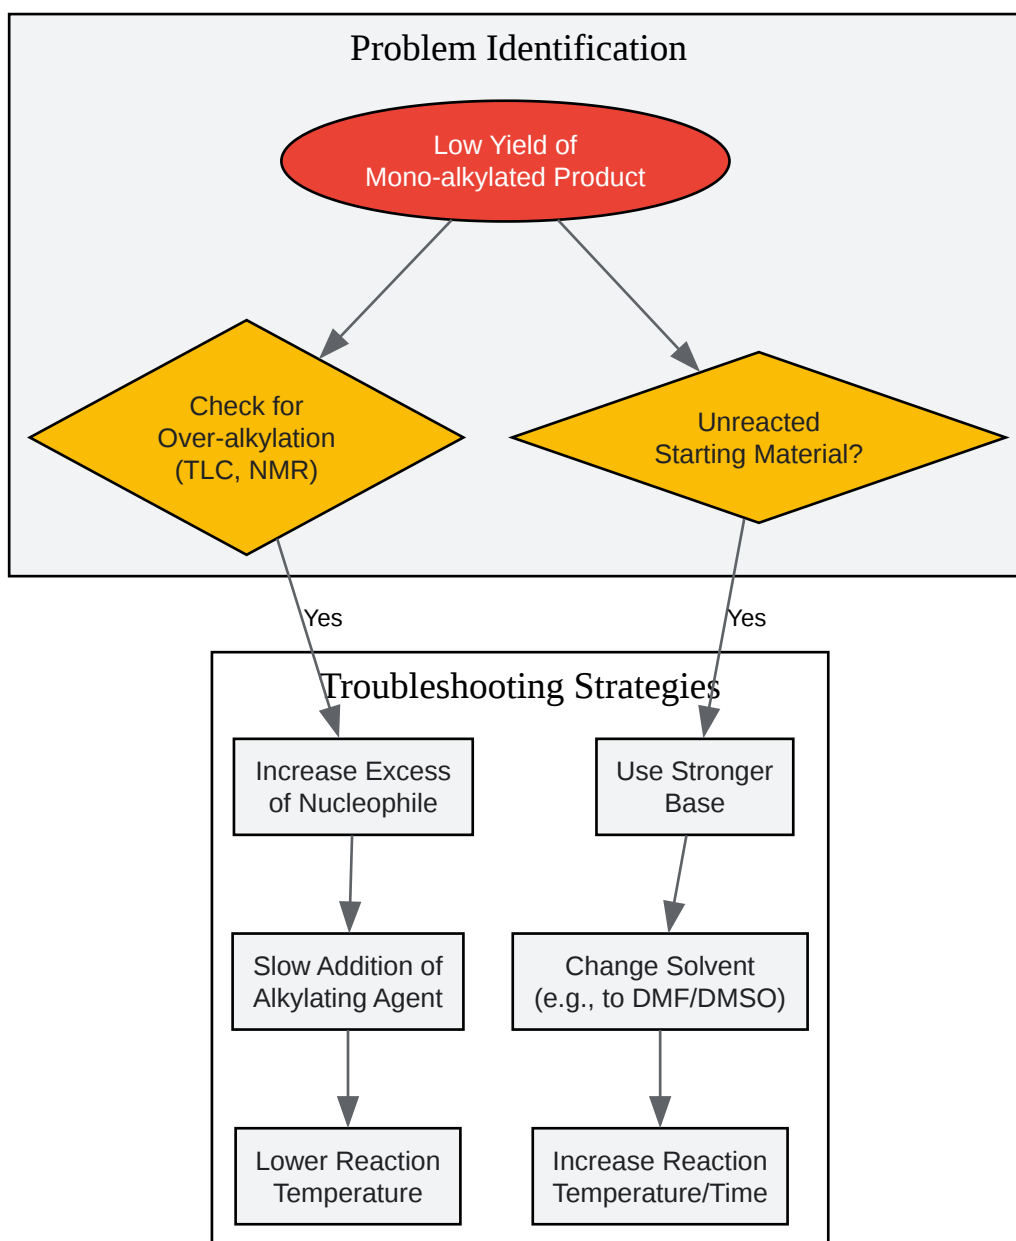 Problem Identification
Low Yield of
Mono-alkylated Product
Check for
Over-alkylation
(TLC, NMR)
Unreacted
Starting Material?
Yes
Yes
Troubleshooting Strategies
Increase Excess
of Nucleophile
Use Stronger
Base
Slow Addition of
Alkylating Agent
Change Solvent
(e.g., to DMF/DMSO)
Lower Reaction
Temperature
Increase Reaction
Temperature/Time